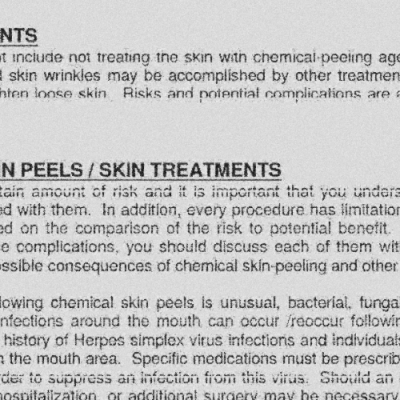 NTS
t include not treating the skin with chemical-peeling age
skin wrinkles may be accomplished by other treatmen
ghten loose skin. Risks and potential complications are a
N PEELS / SKIN TREATMENTS
tain amount of risk and it is important that you unders
ed with them. In addition, every procedure has limitation
ed on the comparison of the risk to potential benefit.
e complications, you should discuss each of them wit
ossible consequences of chemical skin-peeling and other
lowing chemical skin peels is unusual, bacterial, funga
nfections around the mouth can occur /reoccur followin
history of Herpes simplex virus infections and individuals
n the mouth area. Specific medications must be prescrib
rder to suppress an infection from this virus. Should an
hospitalization, or additional surgery may be necessary